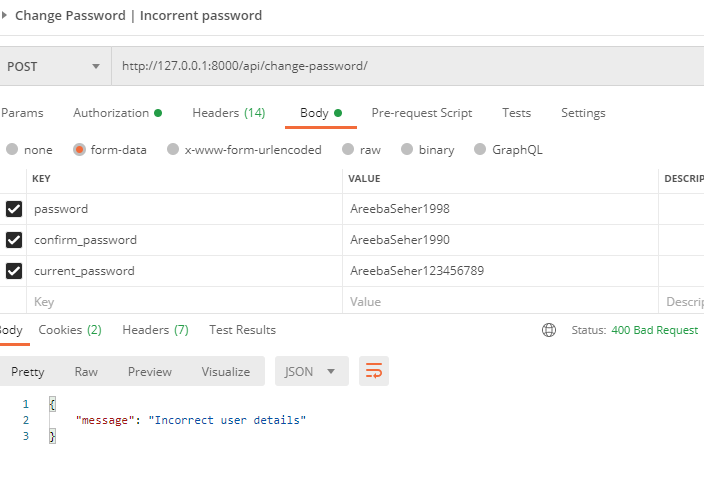 Change Password | Incorrent password
POST http://127.0.0.1:8000/api/change-password/
Params Authorization Headers (14) Body Pre-request Script Tests Settings
none form-data x-www-form-urlencoded raw binary GraphQL
KEY VALUE DESCRIP
password AreebaSeher1998
confirm_password AreebaSeher1990
current_password AreebaSeher123456789
Key Value Descrip
Body Cookies (2) Headers (7) Test Results Status: 400 Bad Request
Pretty Raw Preview Visualize JSON
1 {
2 "message": "Incorrect user details"
3 }